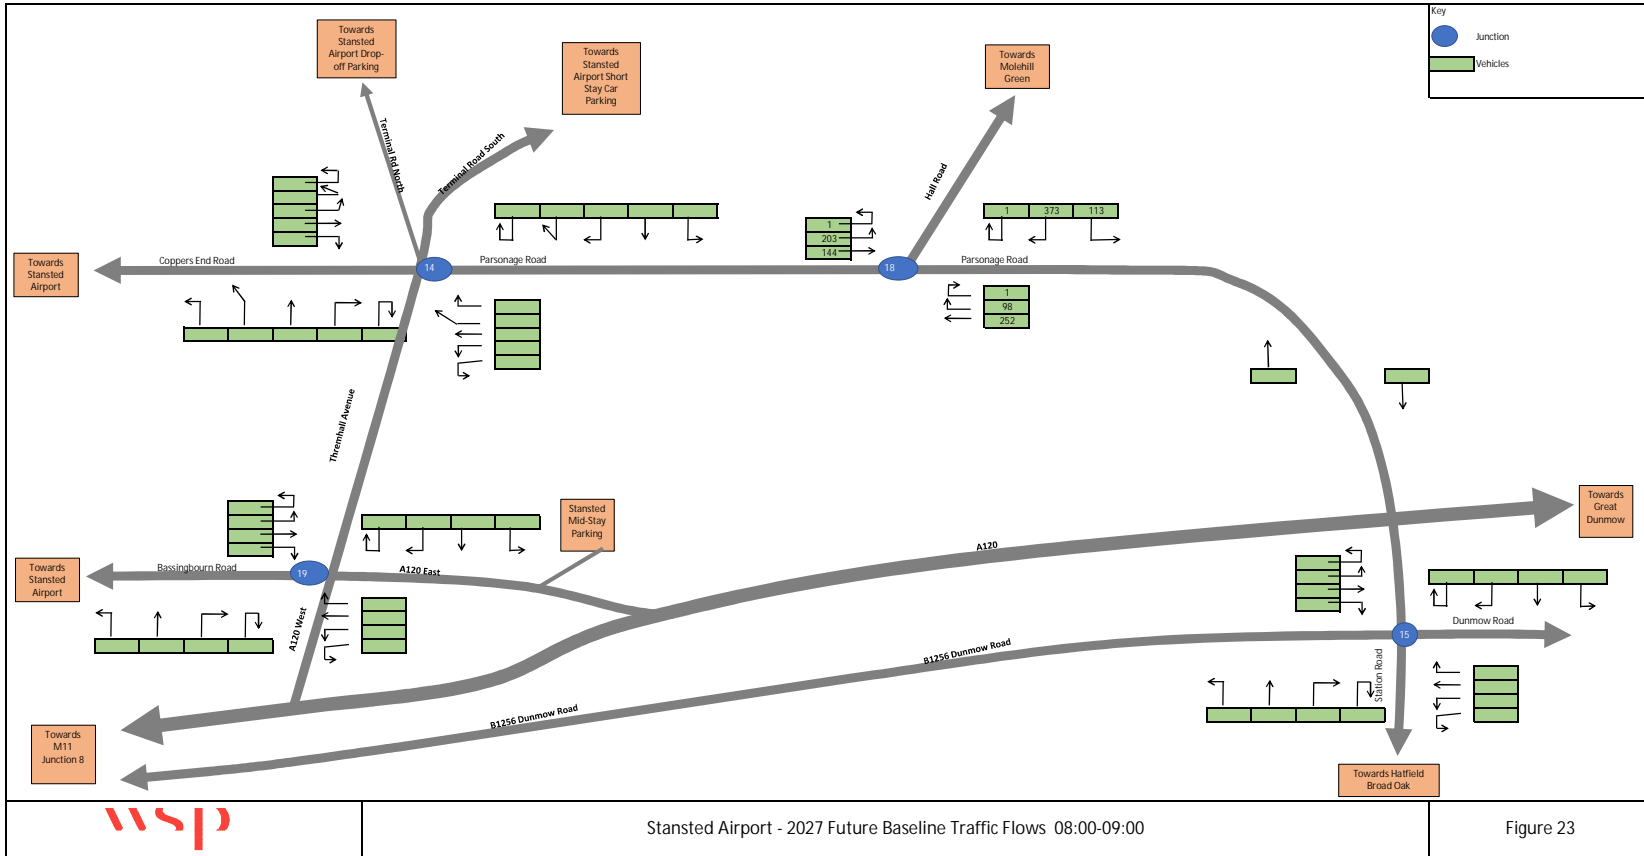 Key
Junction
Vehicles
Towards
Stansted
Airport Drop-
off Parking
Towards
Stansted
Airport Short
Stay Car
Parking
Towards
Molehill
Green
Terminal Rd North
Terminal Road South
Hall Road
1
203
144
1 373 113
Towards
Stansted
Airport
Coppers End Road
14
Parsonage Road
18
Parsonage Road
1
98
252
Thremhall Avenue
Stansted
Mid-Stay
Parking
Towards
Great
Dunmow
A120
Towards
Stansted
Airport
Bassingbourn Road
19
A120 East
A120 West
B1256 Dunmow Road
15
Dunmow Road
Station Road
B1256 Dunmow Road
Towards
M11
Junction 8
Towards Hatfield
Broad Oak
wsp
Stansted Airport - 2027 Future Baseline Traffic Flows 08:00-09:00
Figure 23